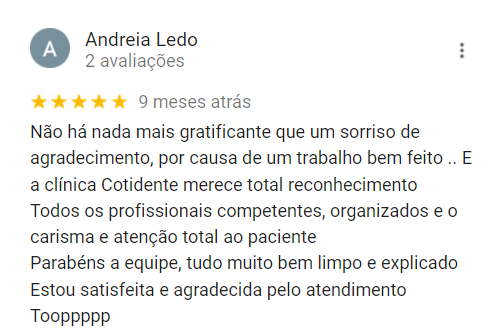 A
Andreia Ledo
2 avaliações
9 meses atrás
Não há nada mais gratificante que um sorriso de
agradecimento, por causa de um trabalho bem feito .. E
a clínica Cotidente merece total reconhecimento
Todos os profissionais competentes, organizados e o
carisma e atenção total ao paciente
Parabéns a equipe, tudo muito bem limpo e explicado
Estou satisfeita e agradecida pelo atendimento
Tooppppp